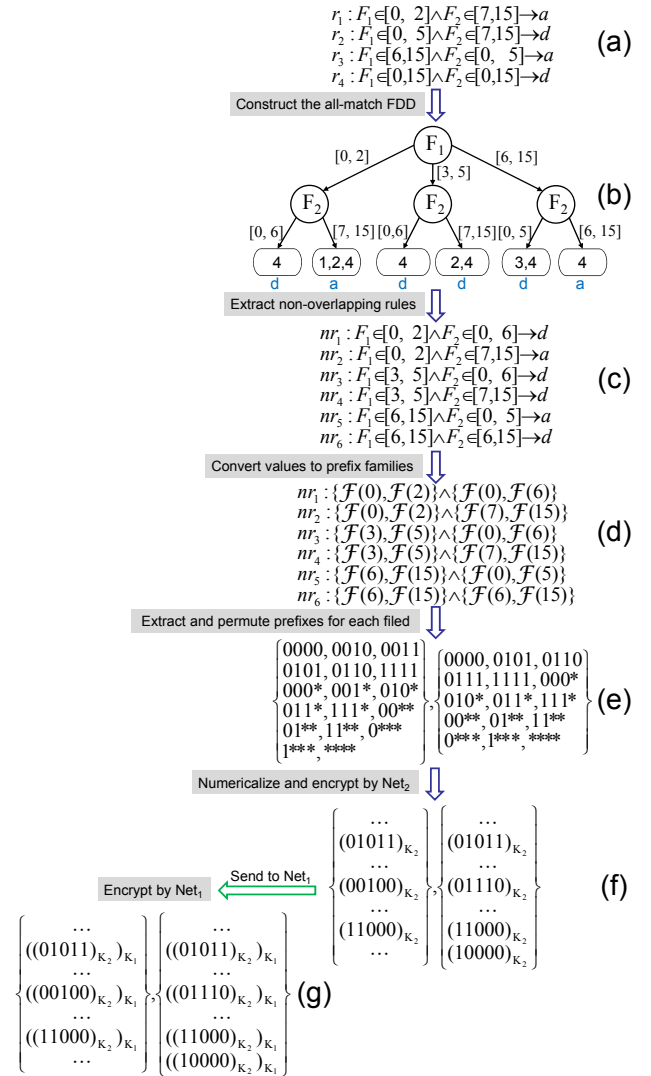 r₁ : F₁∈[0, 2]∧F₂∈[7,15]→a
r₂ : F₁∈[0, 5]∧F₂∈[7,15]→d
r₃ : F₁∈[6,15]∧F₂∈[0, 5]→a
r₄ : F₁∈[0,15]∧F₂∈[0,15]→d
(a)
Construct the all-match FDD
F₁
[0, 2]
[3, 5]
[6, 15]
F₂
F₂
F₂
(b)
[0, 6]
[7, 15]
[0,6]
[7,15]
[0, 5]
[6, 15]
4
1,2,4
4
2,4
3,4
4
d
a
d
d
d
a
Extract non-overlapping rules
nr₁ : F₁∈[0, 2]∧F₂∈[0, 6]→d
nr₂ : F₁∈[0, 2]∧F₂∈[7,15]→a
nr₃ : F₁∈[3, 5]∧F₂∈[0, 6]→d
nr₄ : F₁∈[3, 5]∧F₂∈[7,15]→d
nr₅ : F₁∈[6,15]∧F₂∈[0, 5]→a
nr₆ : F₁∈[6,15]∧F₂∈[6,15]→d
(c)
Convert values to prefix families
nr₁ : {ℱ(0),ℱ(2)}∧{ℱ(0),ℱ(6)}
nr₂ : {ℱ(0),ℱ(2)}∧{ℱ(7),ℱ(15)}
nr₃ : {ℱ(3),ℱ(5)}∧{ℱ(0),ℱ(6)}
nr₄ : {ℱ(3),ℱ(5)}∧{ℱ(7),ℱ(15)}
nr₅ : {ℱ(6),ℱ(15)}∧{ℱ(0),ℱ(5)}
nr₆ : {ℱ(6),ℱ(15)}∧{ℱ(6),ℱ(15)}
(d)
Extract and permute prefixes for each filed
0000, 0010, 0011
0101, 0110, 1111
000*, 001*, 010*
011*, 111*, 00**
01**, 11**, 0***
1***, ****
,
0000, 0101, 0110
0111, 1111, 000*
010*, 011*, 111*
00**, 01**, 11**
0***, 1***, ****
(e)
Numericalize and encrypt by Net₂
…
(01011)K₂
…
(00100)K₂
…
(11000)K₂
…
,
…
(01011)K₂
…
(01110)K₂
…
(11000)K₂
(10000)K₂
(f)
Send to Net₁
Encrypt by Net₁
…
((01011)K₂)K₁
…
((00100)K₂)K₁
…
((11000)K₂)K₁
…
,
…
((01011)K₂)K₁
…
((01110)K₂)K₁
…
((11000)K₂)K₁
((10000)K₂)K₁
(g)